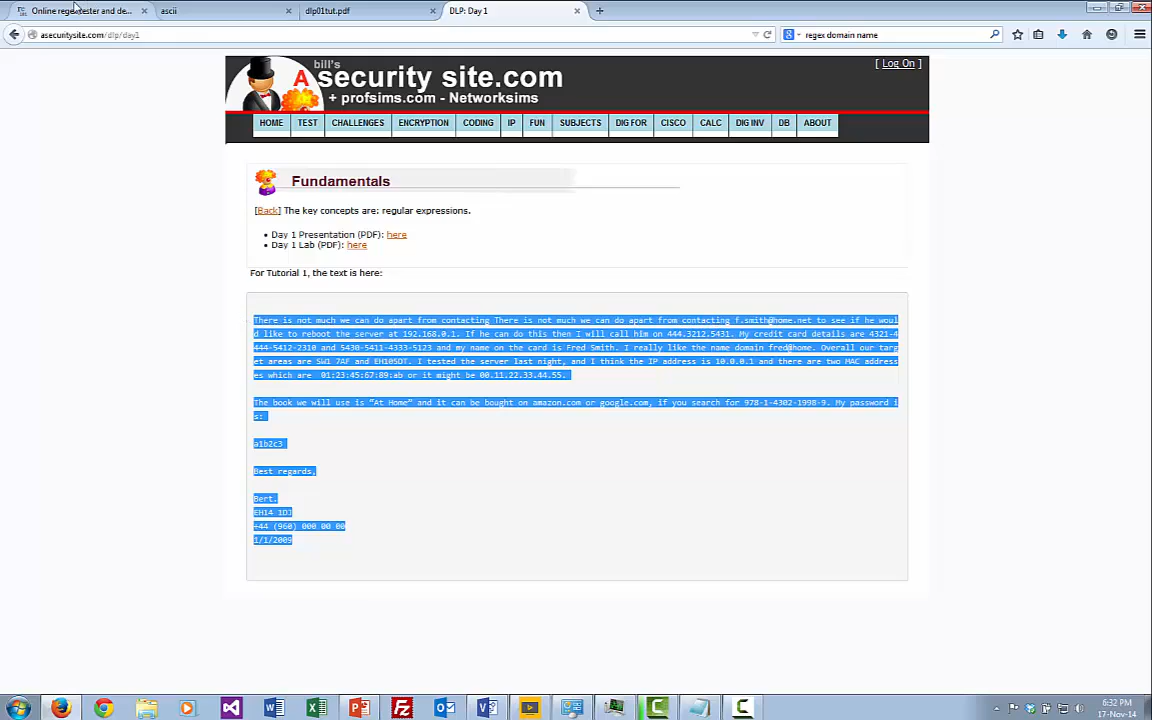 Online regex tester and de...
ascii
dlp01tut.pdf
DLP: Day 1
asecuritysite.com/dlp/day1
regex domain name
bill's
A security site.com
+ profsims.com - Networksims
[ Log On ]
HOME TEST CHALLENGES ENCRYPTION CODING IP FUN SUBJECTS DIG FOR CISCO CALC DIG INV DB ABOUT
Fundamentals
[Back] The key concepts are: regular expressions.
• Day 1 Presentation (PDF): here
• Day 1 Lab (PDF): here
For Tutorial 1, the text is here:
There is not much we can do apart from contacting There is not much we can do apart from contacting f.smith@home.net to see if he woul
d like to reboot the server at 192.168.0.1. If he can do this then I will call him on 444.3212.5431. My credit card details are 4321-4
444-5412-2310 and 5430-5411-4333-5123 and my name on the card is Fred Smith. I really like the name domain fred@home. Overall our targ
et areas are SW1 7AF and EH105DT. I tested the server last night, and I think the IP address is 10.0.0.1 and there are two MAC address
es which are 01:23:45:67:89:ab or it might be 00.11.22.33.44.55.
The book we will use is "At Home" and it can be bought on amazon.com or google.com, if you search for 978-1-4302-1998-9. My password i
s:
a1b2c3
Best regards,
Bert.
EH14 1DJ
+44 (960) 000 00 00
1/1/2009
6:32 PM
17-Nov-14